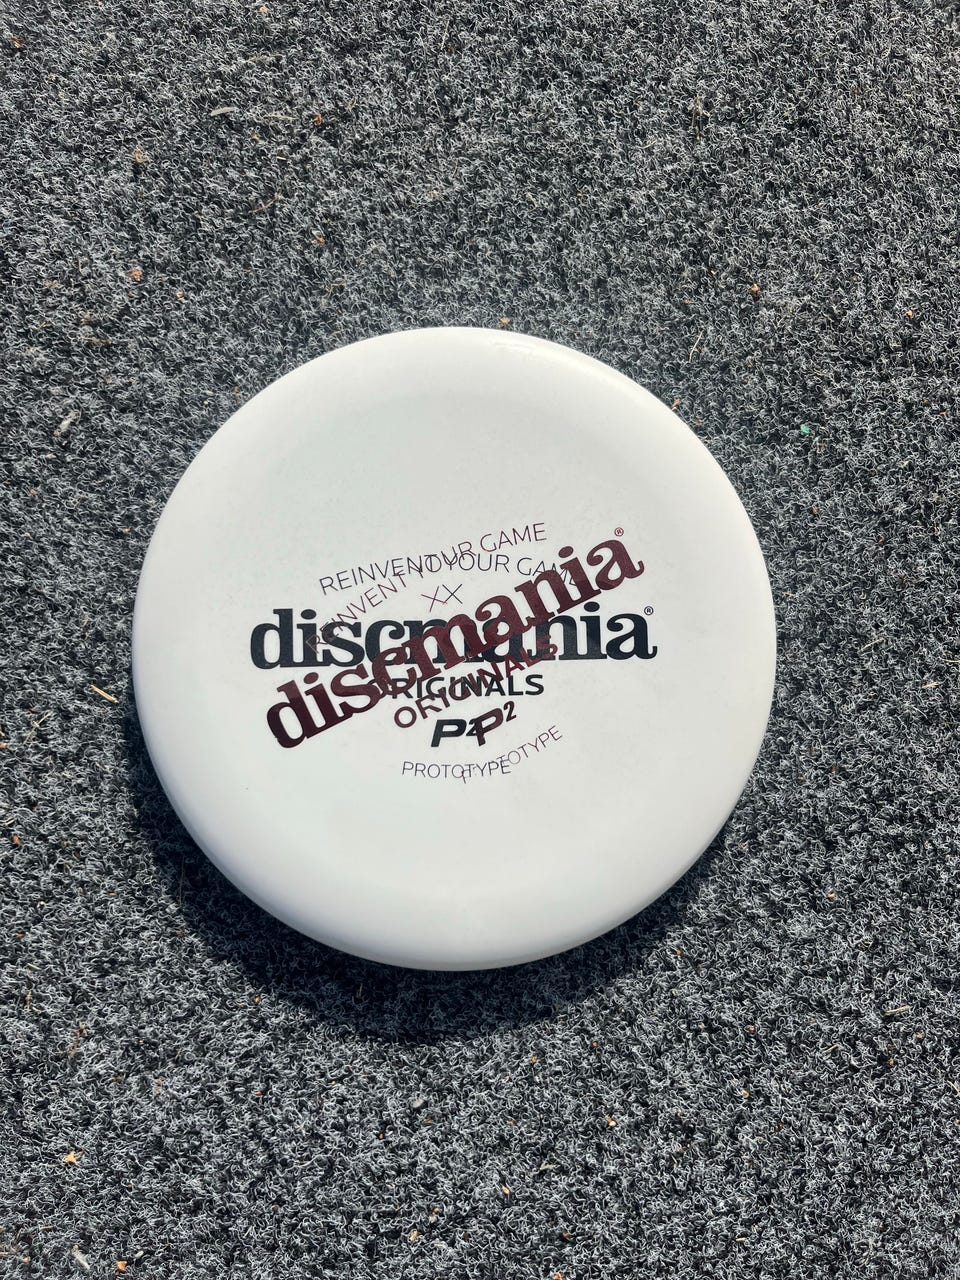 REINVENT YOUR GAME
REINVENT YOUR GAME
XX
discmania®
discmania®
ORIGINALS
ORIGINALS
P2
P2
PROTOTYPE
PROTOTYPE